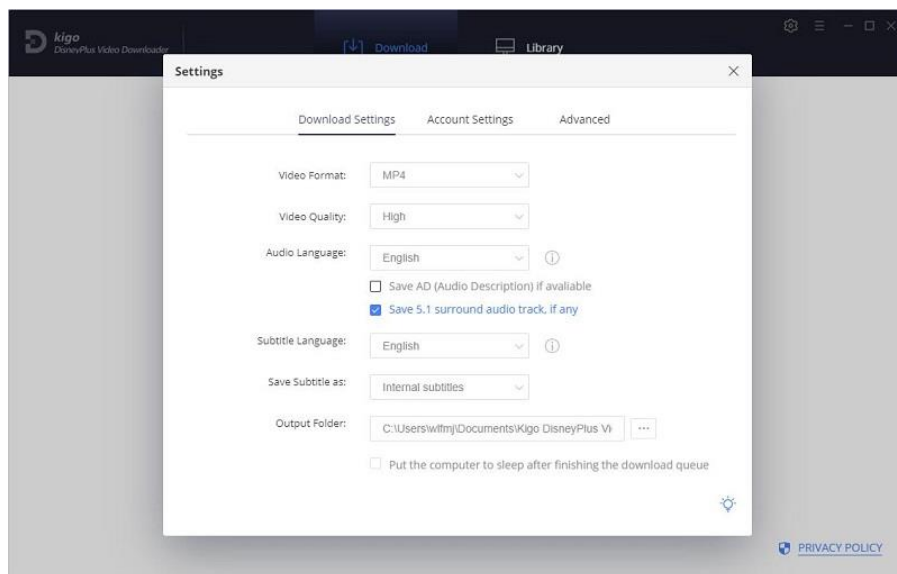 kigo
DisneyPlus Video Downloader
Download
Library
Settings
Download Settings
Account Settings
Advanced
Video Format:
MP4
Video Quality:
High
Audio Language:
English
Save AD (Audio Description) if avaliable
Save 5.1 surround audio track, if any
Subtitle Language:
English
Save Subtitle as:
Internal subtitles
Output Folder:
C:\Users\wlfmj\Documents\Kigo DisneyPlus Vi
...
Put the computer to sleep after finishing the download queue
PRIVACY POLICY